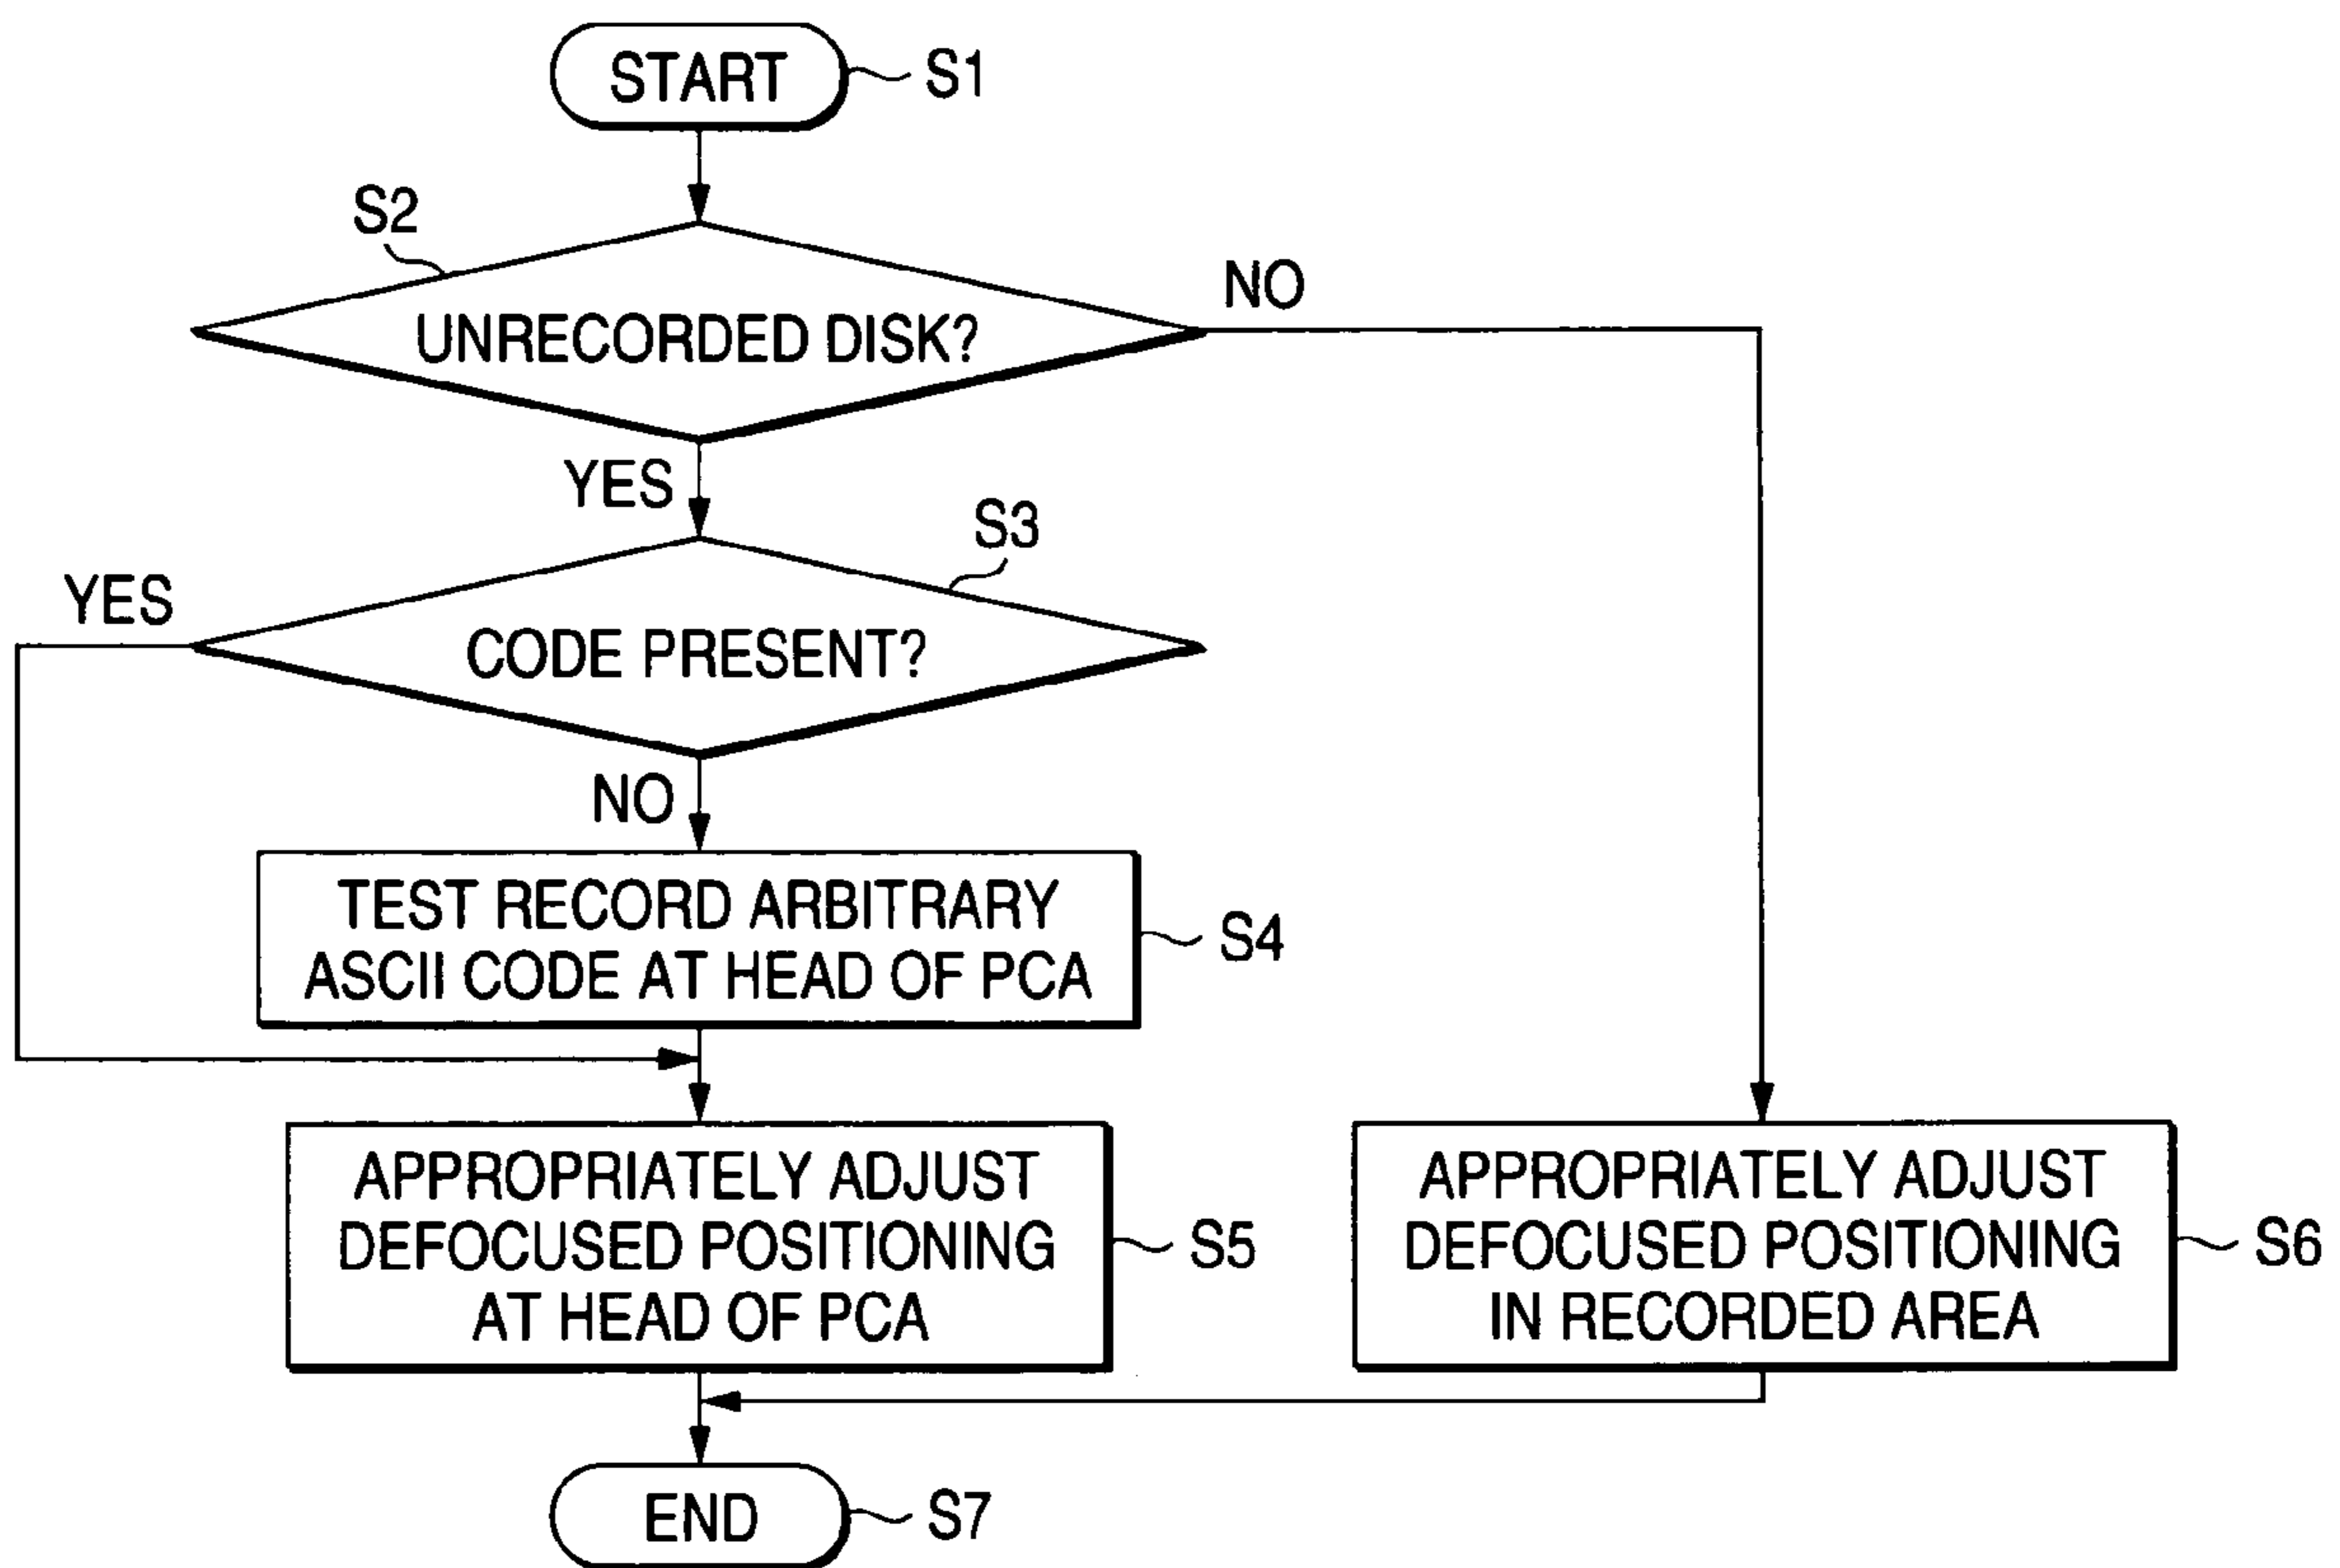 START
S1
S2
UNRECORDED DISK?
NO
YES
S3
YES
CODE PRESENT?
NO
TEST RECORD ARBITRARY
ASCII CODE AT HEAD OF PCA
S4
APPROPRIATELY ADJUST
DEFOCUSED POSITIONING
AT HEAD OF PCA
S5
APPROPRIATELY ADJUST
DEFOCUSED POSITIONING
IN RECORDED AREA
S6
END
S7